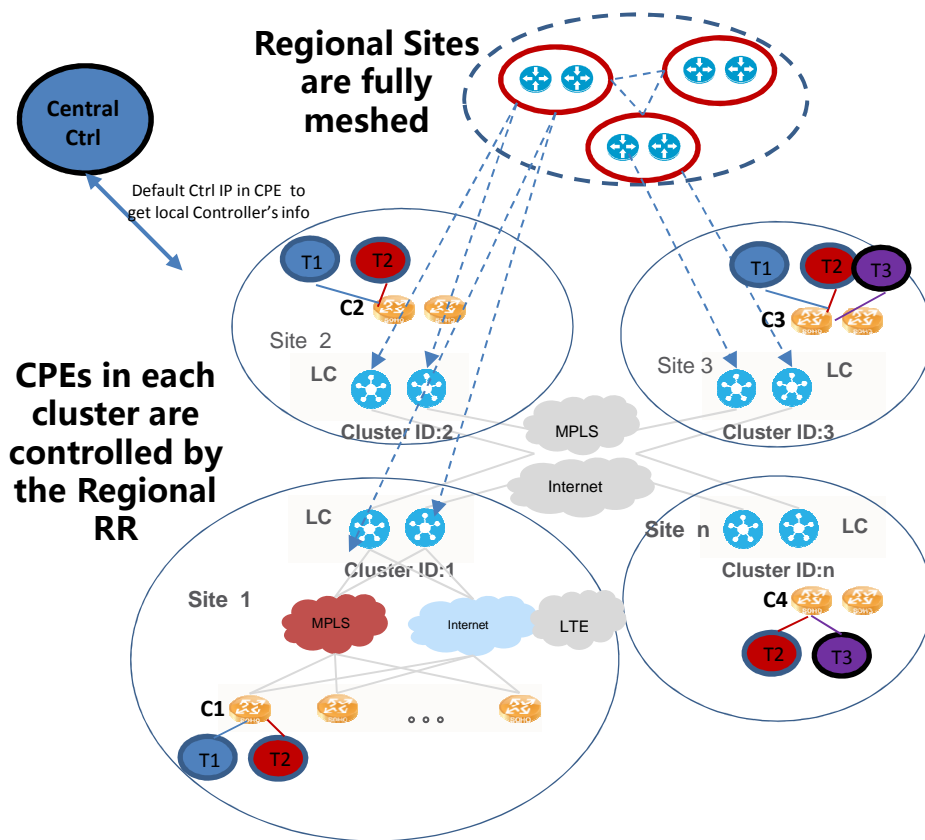 Regional Sites
are fully
meshed
Central
Ctrl
Default Ctrl IP in CPE to
get local Controller's info
T1
T2
C2
Site 2
LC
Cluster ID:2
T1
T2
T3
C3
Site 3
LC
Cluster ID:3
CPEs in each
cluster are
controlled by
the Regional
RR
MPLS
Internet
LC
Cluster ID:1
Site 1
MPLS
Internet
LTE
C1
T1
T2
Site n
LC
Cluster ID:n
C4
T2
T3